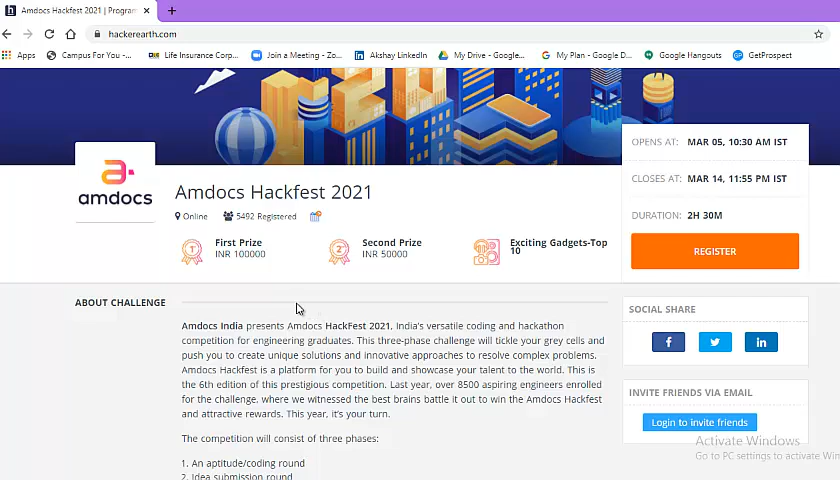 Amdocs Hackfest 2021 | Program
hackerearth.com
Apps
Campus For You - ...
Life Insurance Corp...
Join a Meeting - Zo...
Akshay LinkedIn
My Drive - Google...
My Plan - Google D...
Google Hangouts
GetProspect
OPENS AT: MAR 05, 10:30 AM IST
CLOSES AT: MAR 14, 11:55 PM IST
DURATION: 2H 30M
REGISTER
amdocs
Amdocs Hackfest 2021
Online 5492 Registered
First Prize
INR 100000
Second Prize
INR 50000
Exciting Gadgets-Top
10
ABOUT CHALLENGE
Amdocs India presents Amdocs HackFest 2021, India's versatile coding and hackathon
competition for engineering graduates. This three-phase challenge will tickle your grey cells and
push you to create unique solutions and innovative approaches to resolve complex problems.
Amdocs Hackfest is a platform for you to build and showcase your talent to the world. This is
the 6th edition of this prestigious competition. Last year, over 8500 aspiring engineers enrolled
for the challenge, where we witnessed the best brains battle it out to win the Amdocs Hackfest
and attractive rewards. This year, it's your turn.
The competition will consist of three phases:
1. An aptitude/coding round
2. Idea submission round
SOCIAL SHARE
INVITE FRIENDS VIA EMAIL
Login to invite friends
Activate Windows
Go to PC settings to activate Win